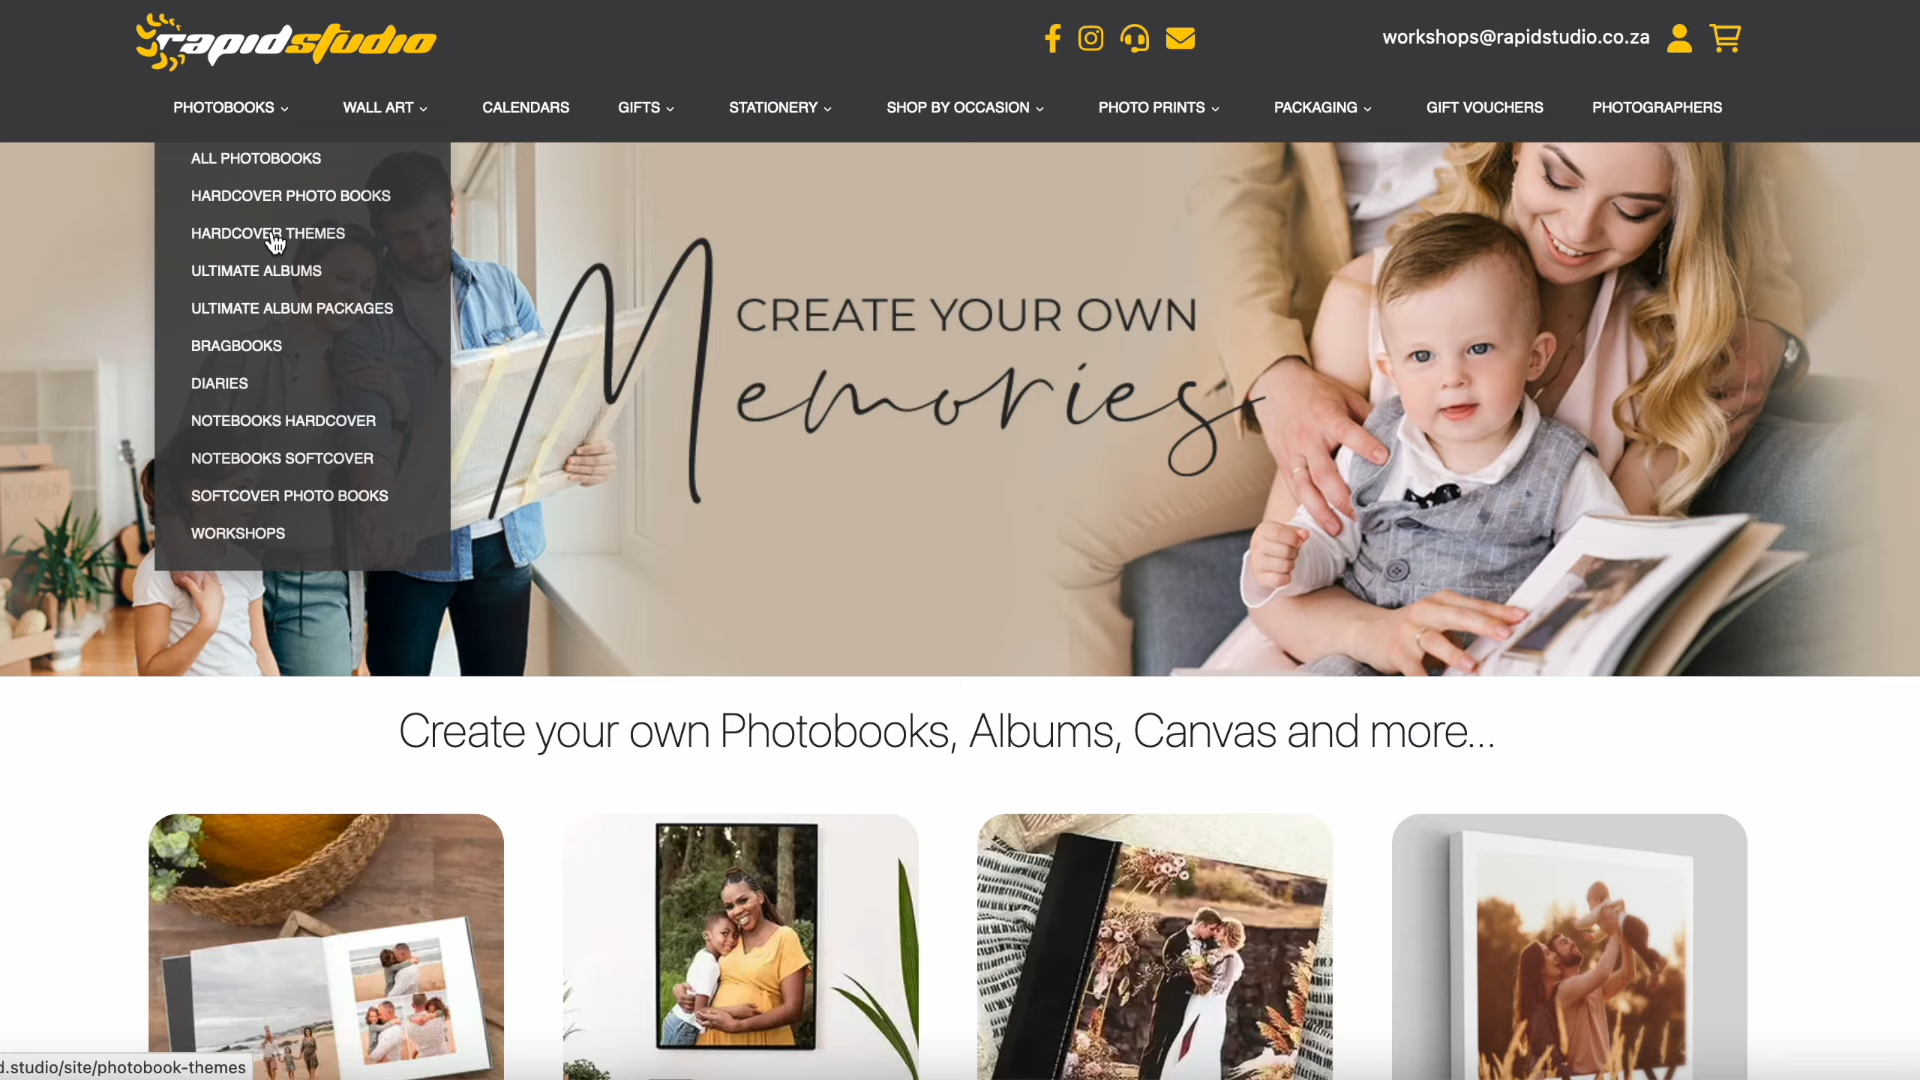 rapidstudio
workshops@rapidstudio.co.za
PHOTOBOOKS WALL ART CALENDARS GIFTS STATIONERY SHOP BY OCCASION PHOTO PRINTS PACKAGING GIFT VOUCHERS PHOTOGRAPHERS
ALL PHOTOBOOKS
HARDCOVER PHOTO BOOKS
HARDCOVER THEMES
ULTIMATE ALBUMS
ULTIMATE ALBUM PACKAGES
BRAGBOOKS
DIARIES
NOTEBOOKS HARDCOVER
NOTEBOOKS SOFTCOVER
SOFTCOVER PHOTO BOOKS
WORKSHOPS
KITCHEN
CREATE YOUR OWN
Memories
Create your own Photobooks, Albums, Canvas and more...
d.studio/site/photobook-themes